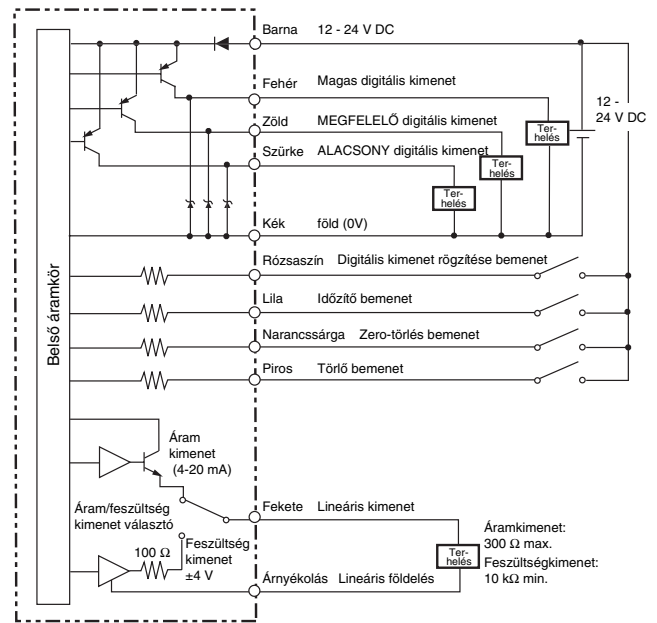 Barna 12 - 24 V DC
Fehér Magas digitális kimenet
12 -
24 V DC
Zöld MEGFELELŐ digitális kimenet
Ter-
helés
Szürke ALACSONY digitális kimenet
Ter-
helés
Ter-
helés
Kék föld (0V)
Rózsaszín Digitális kimenet rögzítése bemenet
Lila Időzítő bemenet
Narancssárga Zero-törlés bemenet
Piros Törlő bemenet
Belső áramkör
Áram
kimenet
(4-20 mA)
Áram/feszültség
kimenet választó
Fekete Lineáris kimenet
100 Ω
Feszültség
kimenet
±4 V
Ter-
helés
Áramkimenet:
300 Ω max.
Feszültségkimenet:
10 kΩ min.
Árnyékolás Lineáris földelés